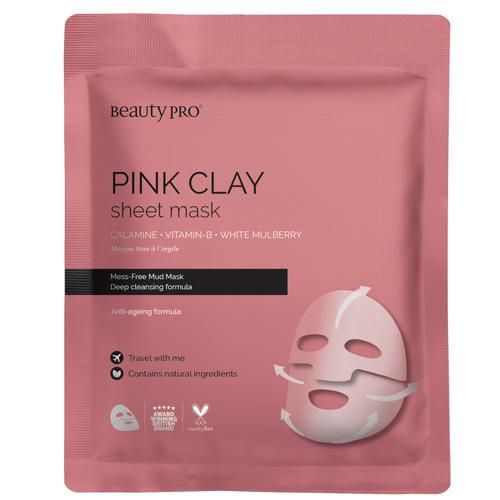 BeautyPRO®
PINK CLAY
sheet mask
CALAMINE • VITAMIN-B • WHITE MULBERRY
Masque tissu à l'argile
Mess-Free Mud Mask
Deep cleansing formula
Anti-ageing formula
Travel with me
Contains natural ingredients
AWARD
WINNING
BRITISH
BRAND
crueltyfree